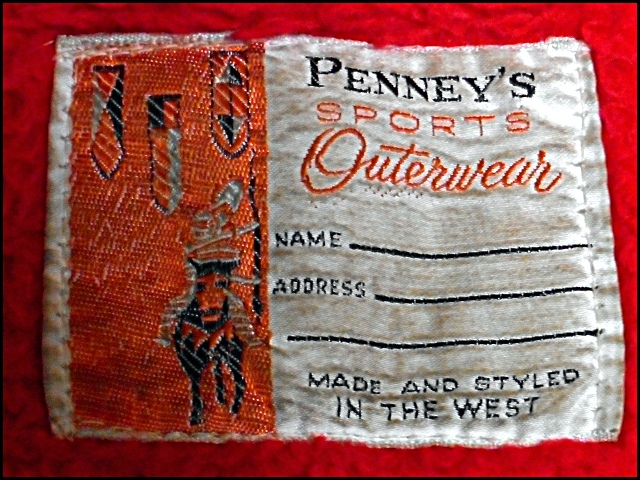 PENNEY'S
SPORTS
Outerwear
NAME
ADDRESS
MADE AND STYLED
IN THE WEST